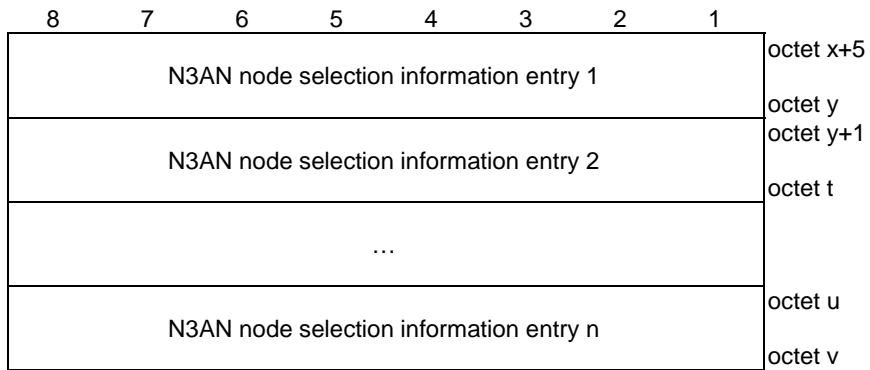 8 7 6 5 4 3 2 1
octet x+5
N3AN node selection information entry 1
octet y
octet y+1
N3AN node selection information entry 2
octet t
…
octet u
N3AN node selection information entry n
octet v